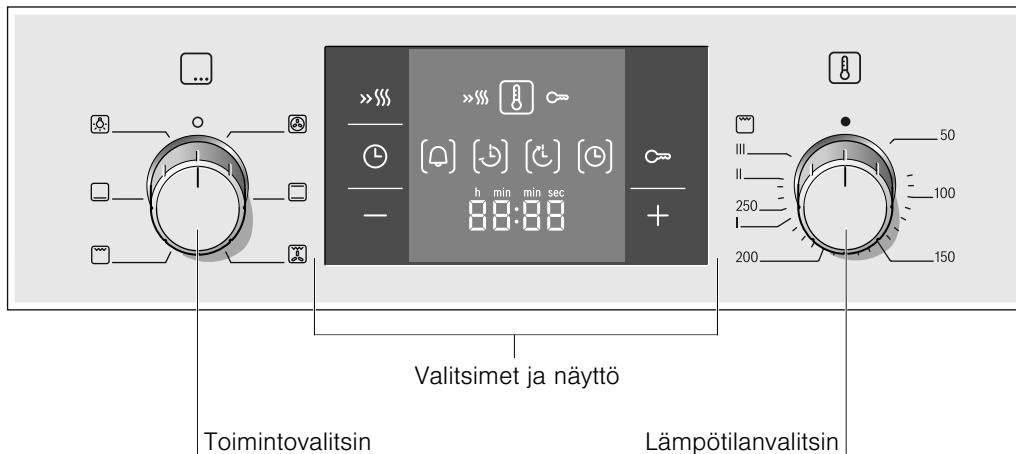 h min min sec
88:88
50
100
150
200
I
250
II
III
Valitsimet ja näyttö
Toimintovalitsin
Lämpötilanvalitsin